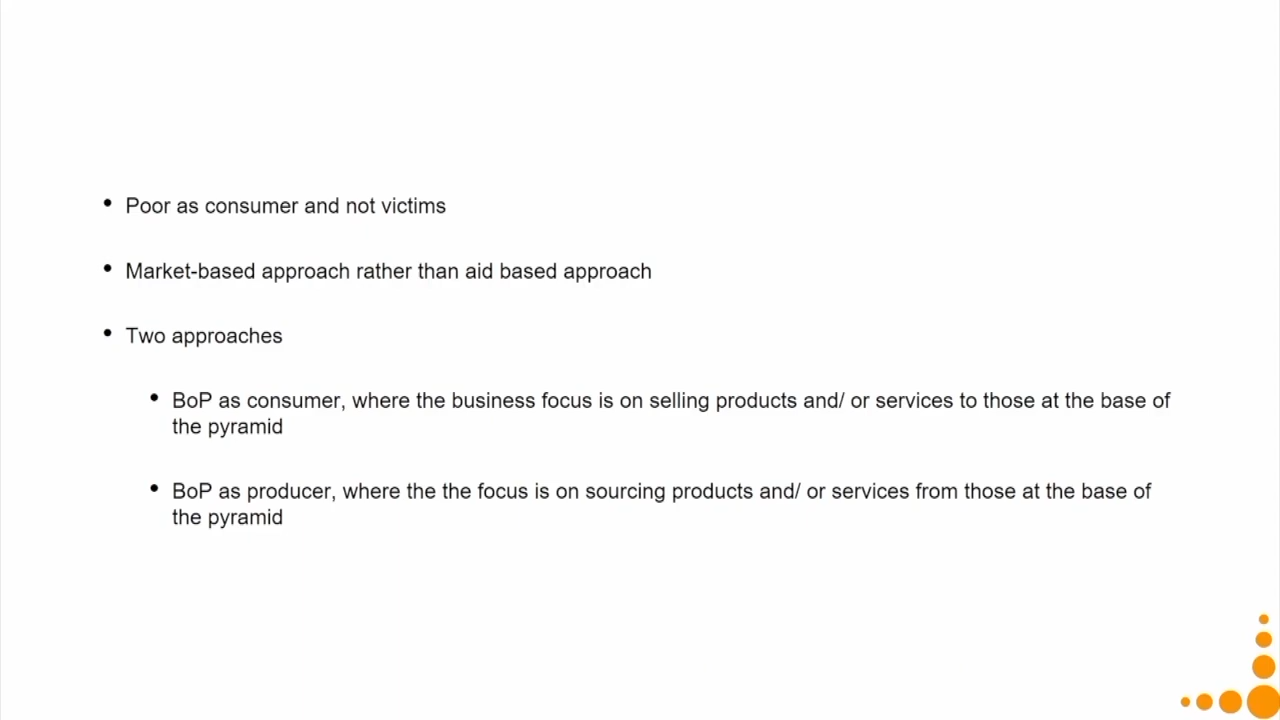 • Poor as consumer and not victims
• Market-based approach rather than aid based approach
• Two approaches
• BoP as consumer, where the business focus is on selling products and/ or services to those at the base of
the pyramid
• BoP as producer, where the the focus is on sourcing products and/ or services from those at the base of
the pyramid